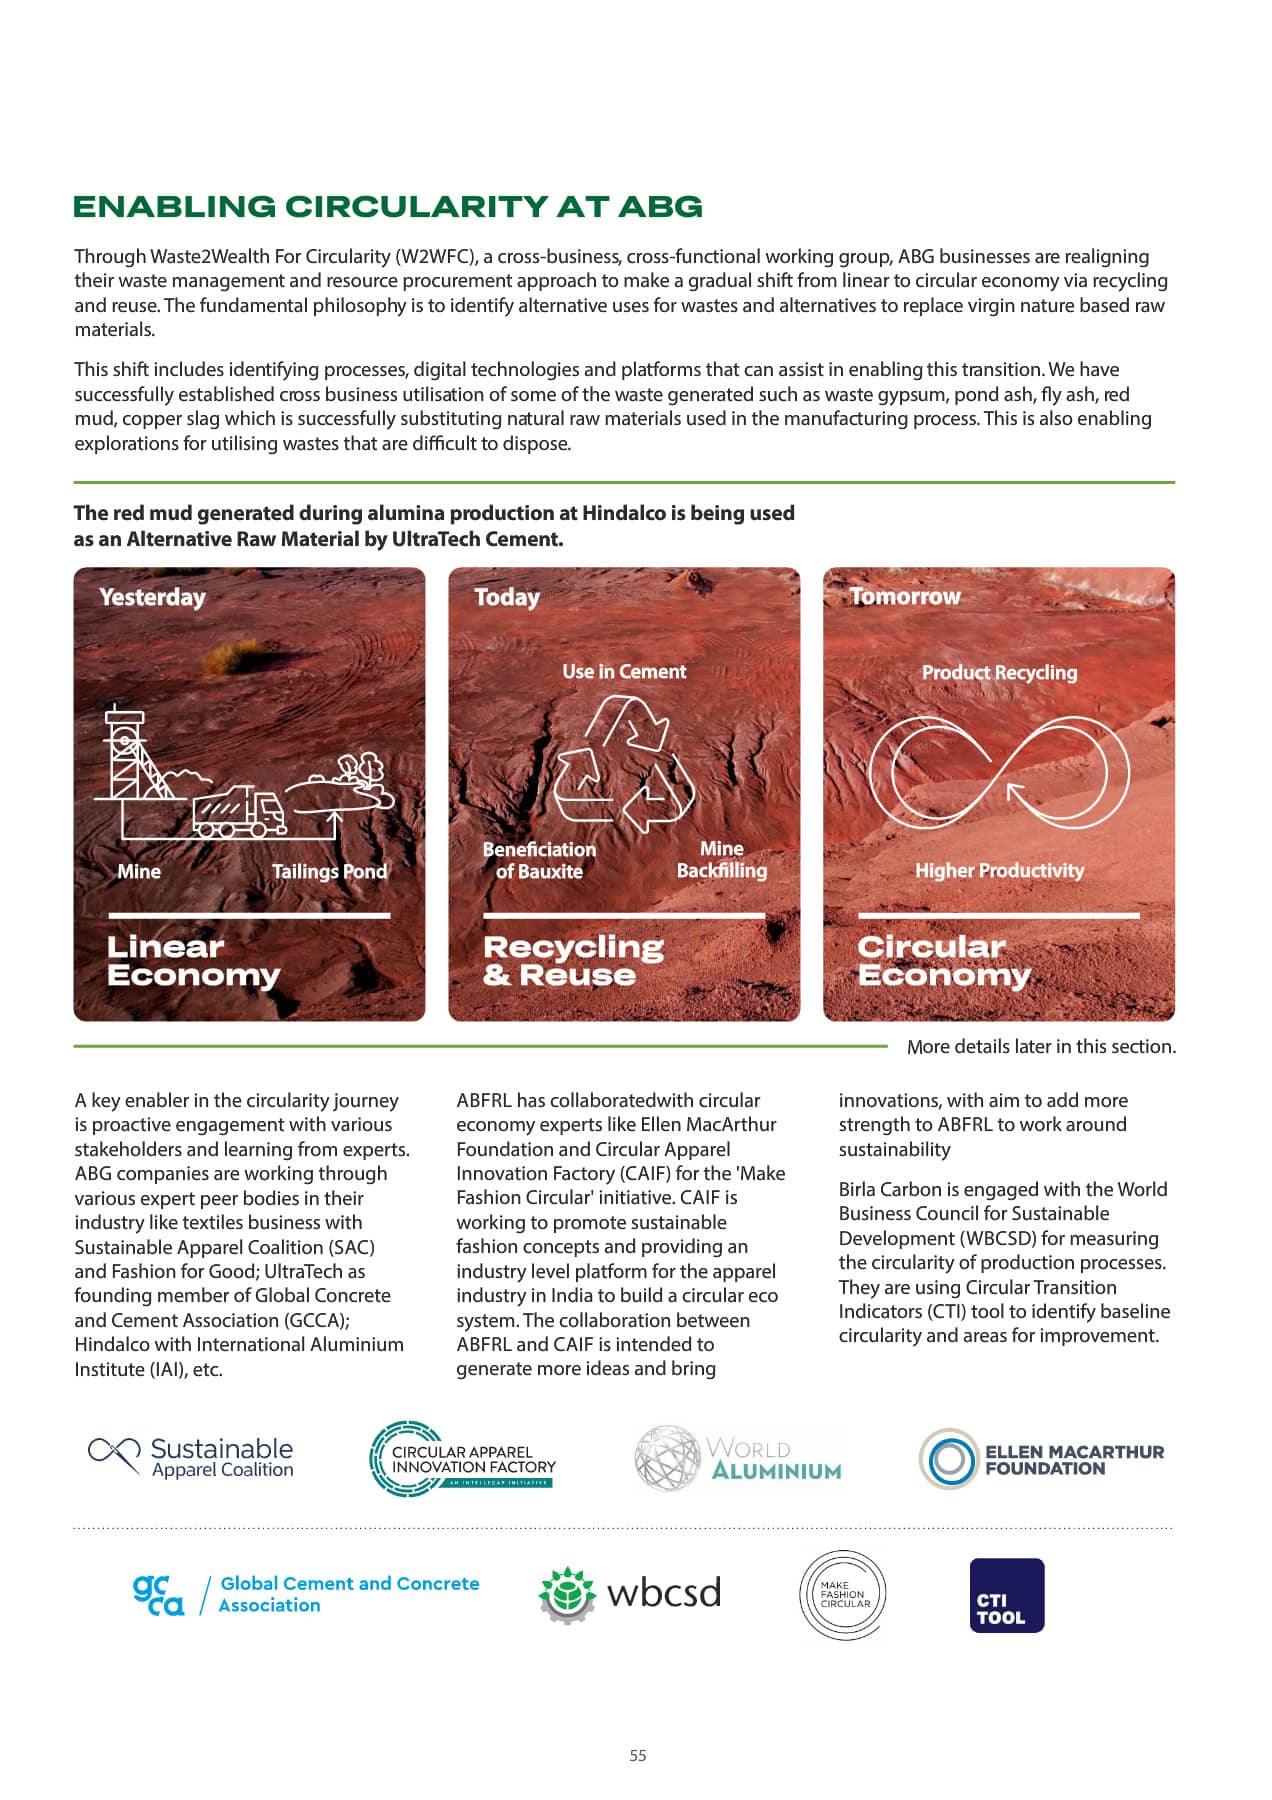 ENABLING CIRCULARITY AT ABG
Through Waste2Wealth For Circularity (W2WFC), a cross-business, cross-functional working group, ABG businesses are realigning
their waste management and resource procurement approach to make a gradual shift from linear to circular economy via recycling
and reuse. The fundamental philosophy is to identify alternative uses for wastes and alternatives to replace virgin nature based raw
materials.
This shift includes identifying processes, digital technologies and platforms that can assist in enabling this transition. We have
successfully established cross business utilisation of some of the waste generated such as waste gypsum, pond ash, fly ash, red
mud, copper slag which is successfully substituting natural raw materials used in the manufacturing process. This is also enabling
explorations for utilising wastes that are difficult to dispose.
The red mud generated during alumina production at Hindalco is being used
as an Alternative Raw Material by UltraTech Cement.
Yesterday
Mine
Tailings Pond
Linear
Economy
Today
Use in Cement
Beneficiation
of Bauxite
Mine
Backfilling
Recycling
& Reuse
Tomorrow
Product Recycling
Higher Productivity
Circular
Economy
More details later in this section.
A key enabler in the circularity journey
is proactive engagement with various
stakeholders and learning from experts.
ABG companies are working through
various expert peer bodies in their
industry like textiles business with
Sustainable Apparel Coalition (SAC)
and Fashion for Good; UltraTech as
founding member of Global Concrete
and Cement Association (GCCA);
Hindalco with International Aluminium
Institute (IAI), etc.
ABFRL has collaboratedwith circular
economy experts like Ellen MacArthur
Foundation and Circular Apparel
Innovation Factory (CAIF) for the 'Make
Fashion Circular' initiative. CAIF is
working to promote sustainable
fashion concepts and providing an
industry level platform for the apparel
industry in India to build a circular eco
system. The collaboration between
ABFRL and CAIF is intended to
generate more ideas and bring
innovations, with aim to add more
strength to ABFRL to work around
sustainability
Birla Carbon is engaged with the World
Business Council for Sustainable
Development (WBCSD) for measuring
the circularity of production processes.
They are using Circular Transition
Indicators (CTI) tool to identify baseline
circularity and areas for improvement.
Sustainable
Apparel Coalition
CIRCULAR APPAREL
INNOVATION FACTORY
AN INTELLECAP INITIATIVE
WORLD
ALUMINIUM
ELLEN MACARTHUR
FOUNDATION
gc
ca
Global Cement and Concrete
Association
wbcsd
MAKE
FASHION
CIRCULAR
CTI
TOOL
55